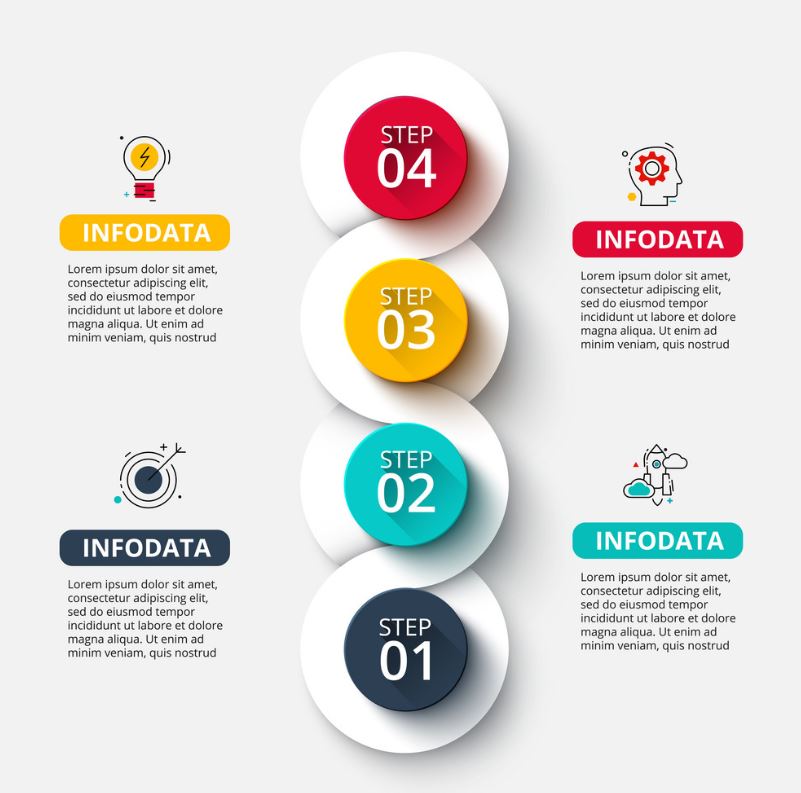 STEP
04
INFODATA
Lorem ipsum dolor sit amet,
consectetur adipiscing elit,
sed do eiusmod tempor
incididunt ut labore et dolore
magna aliqua. Ut enim ad
minim veniam, quis nostrud
INFODATA
Lorem ipsum dolor sit amet,
consectetur adipiscing elit,
sed do eiusmod tempor
incididunt ut labore et dolore
magna aliqua. Ut enim ad
minim veniam, quis nostrud
STEP
03
STEP
02
INFODATA
Lorem ipsum dolor sit amet,
consectetur adipiscing elit,
sed do eiusmod tempor
incididunt ut labore et dolore
magna aliqua. Ut enim ad
minim veniam, quis nostrud
INFODATA
Lorem ipsum dolor sit amet,
consectetur adipiscing elit,
sed do eiusmod tempor
incididunt ut labore et dolore
magna aliqua. Ut enim ad
minim veniam, quis nostrud
STEP
01